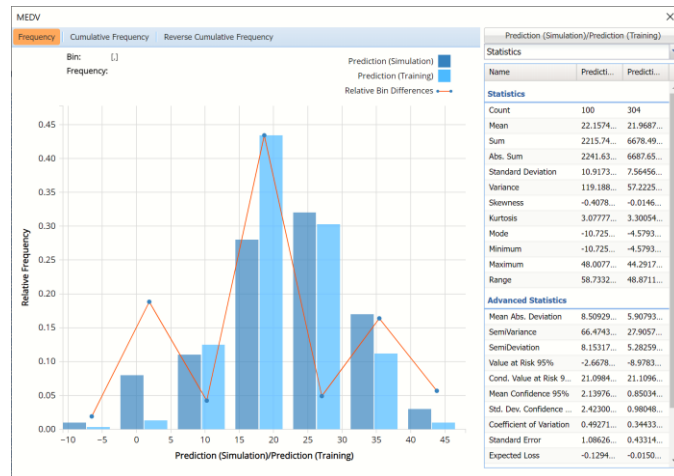 MEDV
Frequency Cumulative Frequency Reverse Cumulative Frequency
Bin: [,]
Frequency:
Prediction (Simulation)
Prediction (Training)
Relative Bin Differences
0.45
0.40
0.35
0.30
0.25
0.20
0.15
0.10
0.05
0.00
Relative Frequency
−10 −5 0 5 10 15 20 25 30 35 40 45
Prediction (Simulation)/Prediction (Training)
Prediction (Simulation)/Prediction (Training)
Statistics
Name Predicti... Predicti...
Statistics
Count 100 304
Mean 22.1574... 21.9687...
Sum 2215.74... 6678.49...
Abs. Sum 2241.63... 6687.65...
Standard Deviation 10.9173... 7.56456...
Variance 119.188... 57.2225...
Skewness -0.4078... -0.0146...
Kurtosis 3.07777... 3.30054...
Mode -10.725... -4.5793...
Minimum -10.725... -4.5793...
Maximum 48.0077... 44.2917...
Range 58.7332... 48.8711...
Advanced Statistics
Mean Abs. Deviation 8.50929... 5.90793...
SemiVariance 66.4743... 27.9057...
SemiDeviation 8.15317... 5.28259...
Value at Risk 95% -2.6678... -8.9783...
Cond. Value at Risk 9... 21.0984... 21.1096...
Mean Confidence 95% 2.13976... 0.85034...
Std. Dev. Confidence ... 2.42300... 0.98048...
Coefficient of Variation 0.49271... 0.34433...
Standard Error 1.08626... 0.43314...
Expected Loss -0.1294... -0.0150...